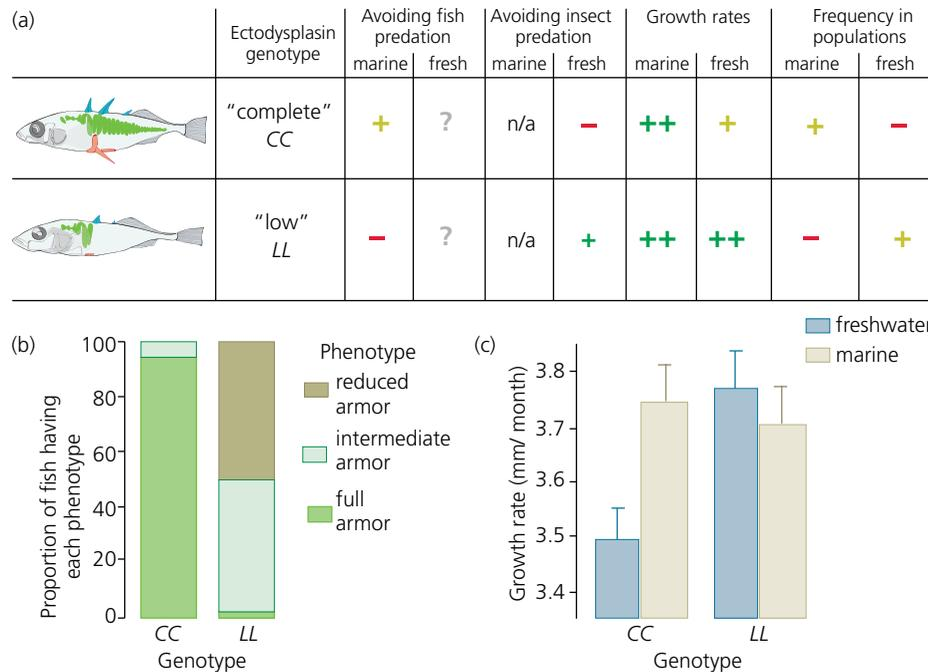 (a)
Ectodysplasin
genotype
Avoiding fish
predation
Avoiding insect
predation
Growth rates
Frequency in
populations
marine fresh marine fresh marine fresh marine fresh
“complete”
CC
+ ? n/a – ++ + + –
“low”
LL
– ? n/a + ++ ++ – +
(b)
Proportion of fish having
each phenotype
100
80
60
40
20
0
CC LL
Genotype
Phenotype
reduced
armor
intermediate
armor
full
armor
(c)
freshwater
marine
Growth rate (mm/ month)
3.8
3.7
3.6
3.5
3.4
CC LL
Genotype